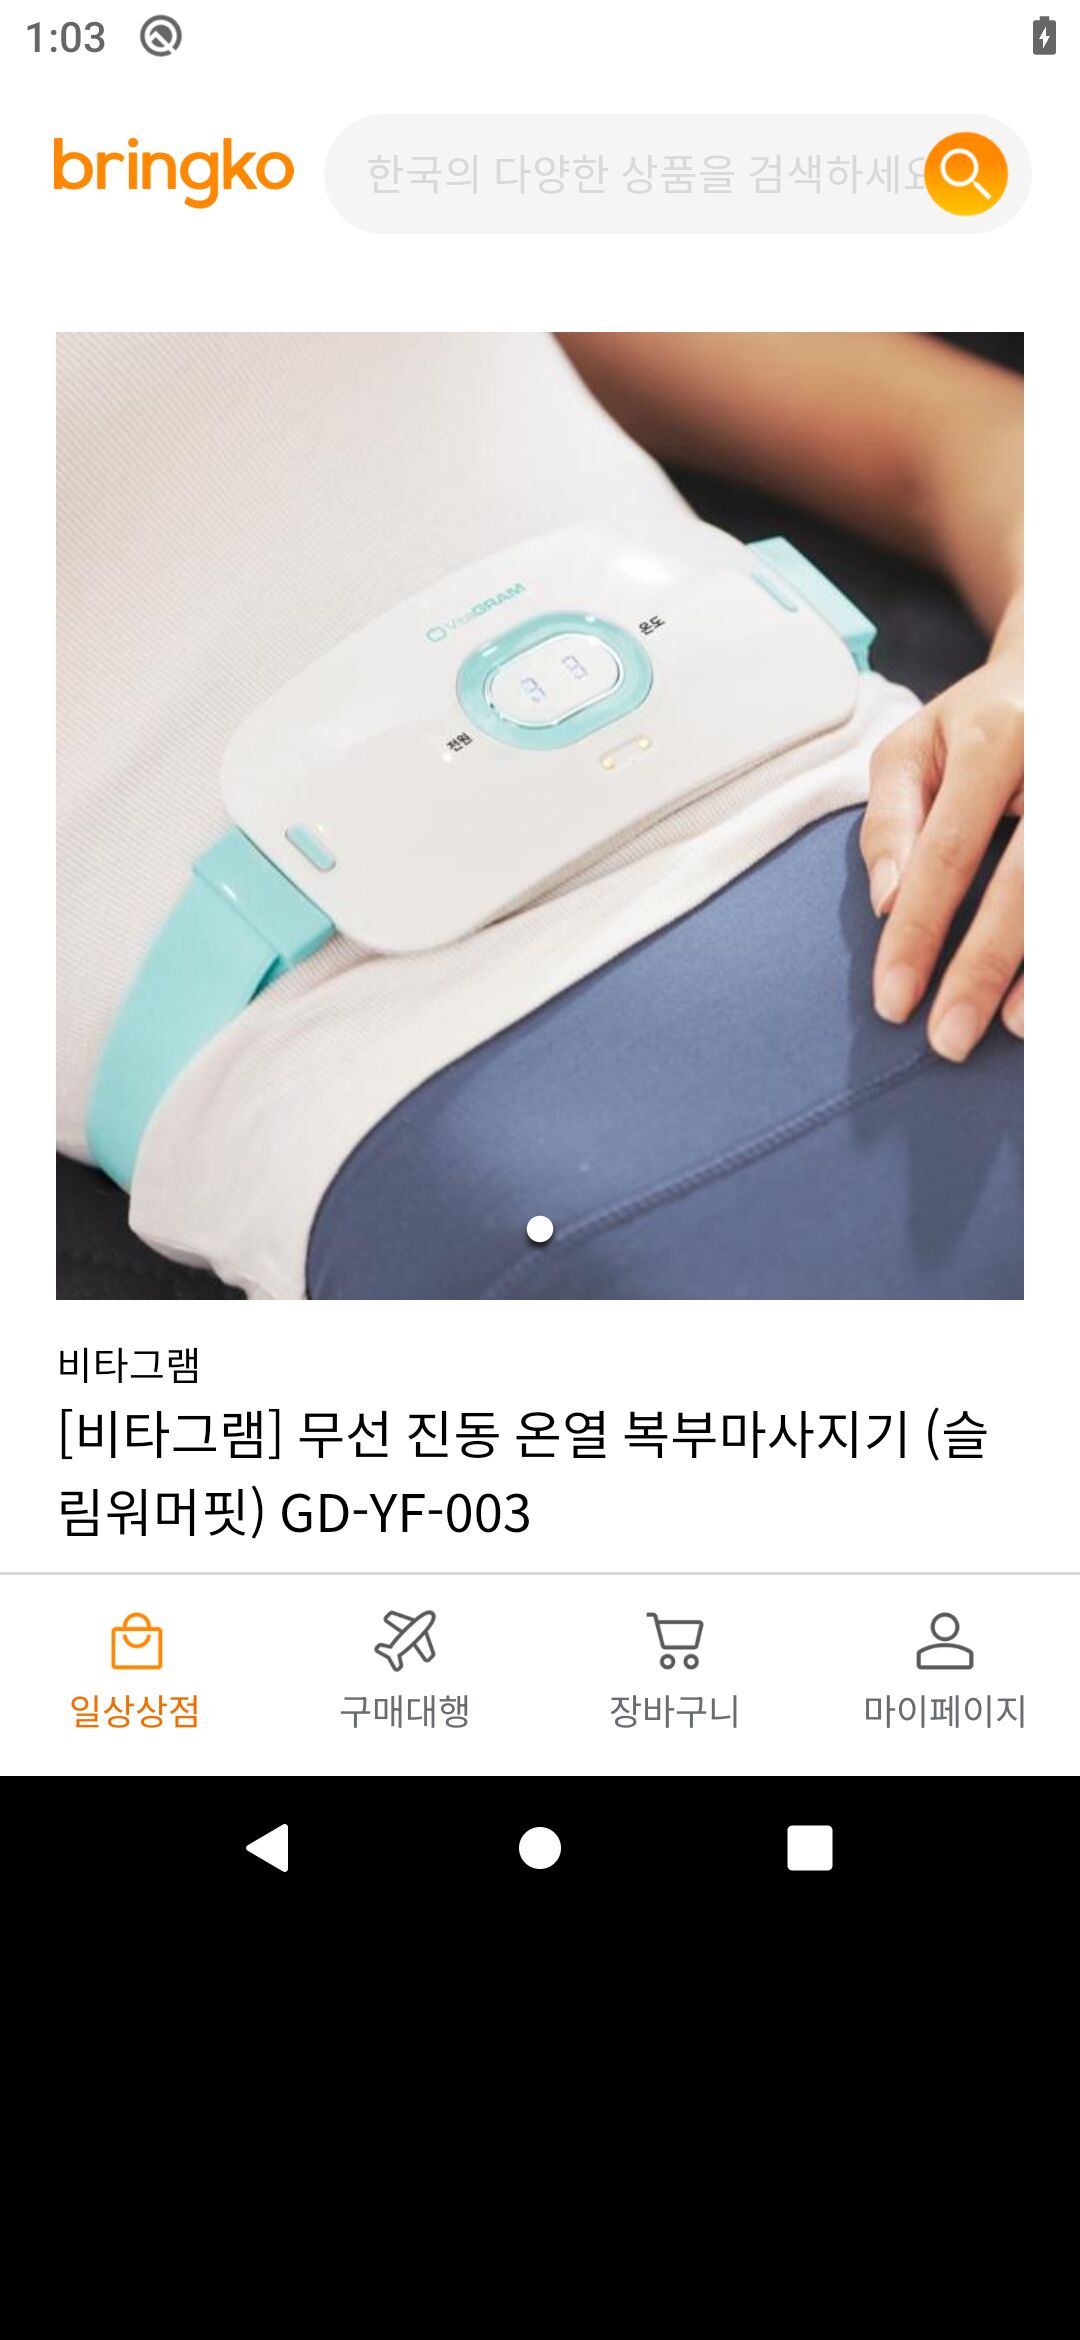 1:03
bringko
한국의 다양한 상품을 검색하세요
VitaGRAM
온도
전원
비타그램
[비타그램] 무선 진동 온열 복부마사지기 (슬
림워머핏) GD-YF-003
일상상점
구매대행
장바구니
마이페이지